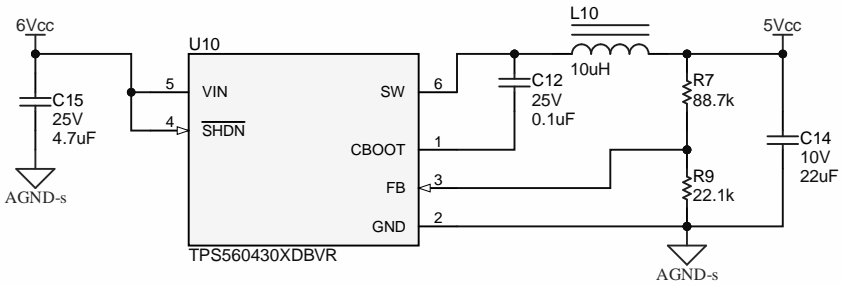 6Vcc
C15
25V
4.7uF
AGND-s
U10
5
VIN
4
SHDN
SW
6
CBOOT
1
FB
3
GND
2
TPS560430XDBVR
C12
25V
0.1uF
L10
10uH
R7
88.7k
R9
22.1k
5Vcc
C14
10V
22uF
AGND-s